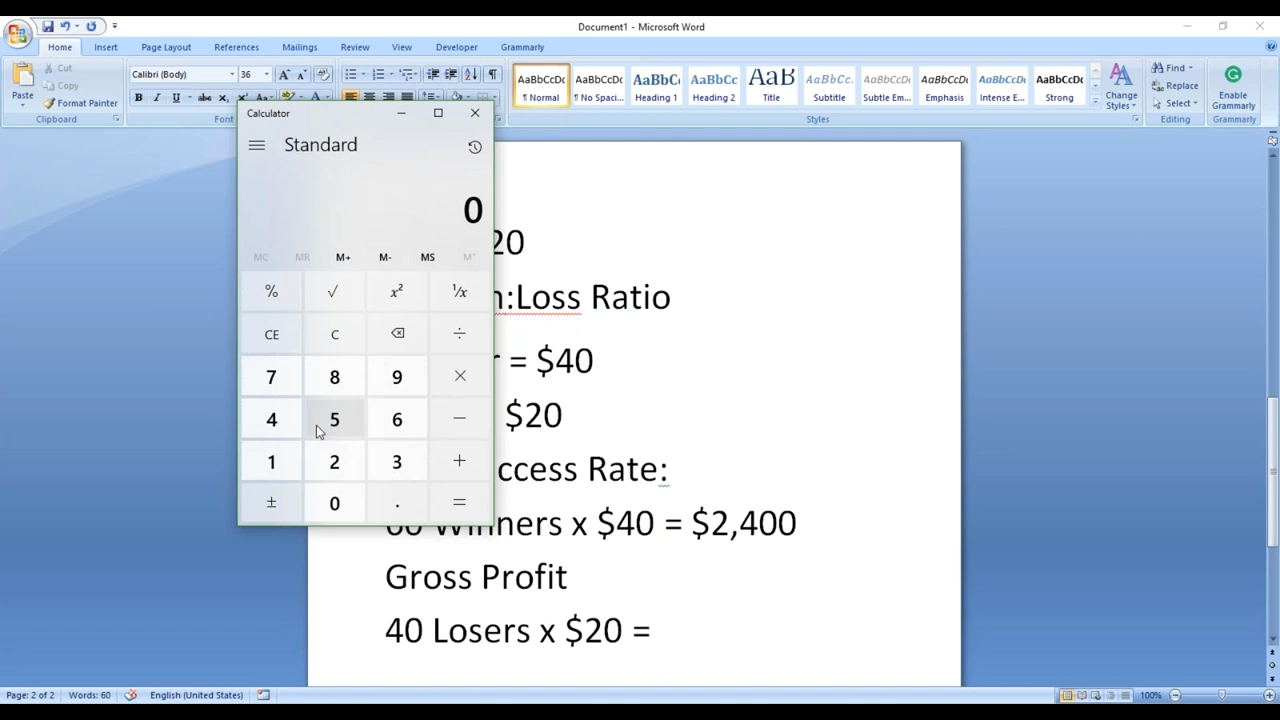 Document1 - Microsoft Word
Home Insert Page Layout References Mailings Review View Developer Grammarly
Paste
Cut
Copy
Format Painter
Clipboard
Calibri (Body) 36
Font
AaBbCcDc AaBbCcDc AaBbC AaBbCc AaB AaBbCc. AaBbCcDc AaBbCcDc AaBbCcDc AaBbCcDc
¶ Normal ¶ No Spaci... Heading 1 Heading 2 Title Subtitle Subtle Em... Emphasis Intense E... Strong
Change Styles
Styles
Find
Replace
Select
Editing
Enable Grammarly
Grammarly
Calculator
Standard
0
MC MR M+ M- MS M˅
% √ x² ¹/x
CE C ÷
7 8 9 ×
4 5 6 −
1 2 3 +
± 0 . =
20
:Loss Ratio
= $40
$20
ccess Rate:
Winners x $40 = $2,400
Gross Profit
40 Losers x $20 =
Page: 2 of 2 Words: 60 English (United States) 100%